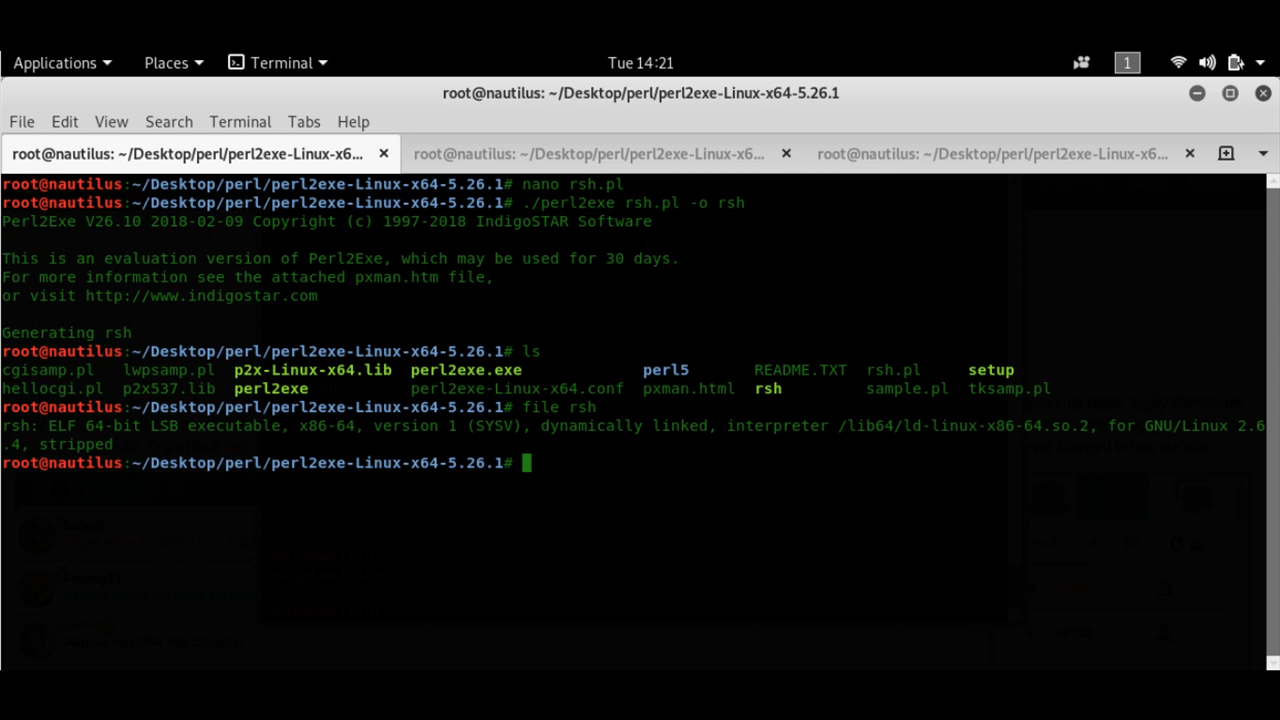 Applications Places Terminal Tue 14:21 1
root@nautilus: ~/Desktop/perl/perl2exe-Linux-x64-5.26.1
File Edit View Search Terminal Tabs Help
root@nautilus: ~/Desktop/perl/perl2exe-Linux-x6... root@nautilus: ~/Desktop/perl/perl2exe-Linux-x6... root@nautilus: ~/Desktop/perl/perl2exe-Linux-x6...
root@nautilus:~/Desktop/perl/perl2exe-Linux-x64-5.26.1# nano rsh.pl
root@nautilus:~/Desktop/perl/perl2exe-Linux-x64-5.26.1# ./perl2exe rsh.pl -o rsh
Perl2Exe V26.10 2018-02-09 Copyright (c) 1997-2018 IndigoSTAR Software
This is an evaluation version of Perl2Exe, which may be used for 30 days.
For more information see the attached pxman.htm file,
or visit http://www.indigostar.com
Generating rsh
root@nautilus:~/Desktop/perl/perl2exe-Linux-x64-5.26.1# ls
cgisamp.pl lwpsamp.pl p2x-Linux-x64.lib perl2exe.exe perl5 README.TXT rsh.pl setup
hellocgi.pl p2x537.lib perl2exe perl2exe-Linux-x64.conf pxman.html rsh sample.pl tksamp.pl
root@nautilus:~/Desktop/perl/perl2exe-Linux-x64-5.26.1# file rsh
rsh: ELF 64-bit LSB executable, x86-64, version 1 (SYSV), dynamically linked, interpreter /lib64/ld-linux-x86-64.so.2, for GNU/Linux 2.6
.4, stripped
root@nautilus:~/Desktop/perl/perl2exe-Linux-x64-5.26.1#